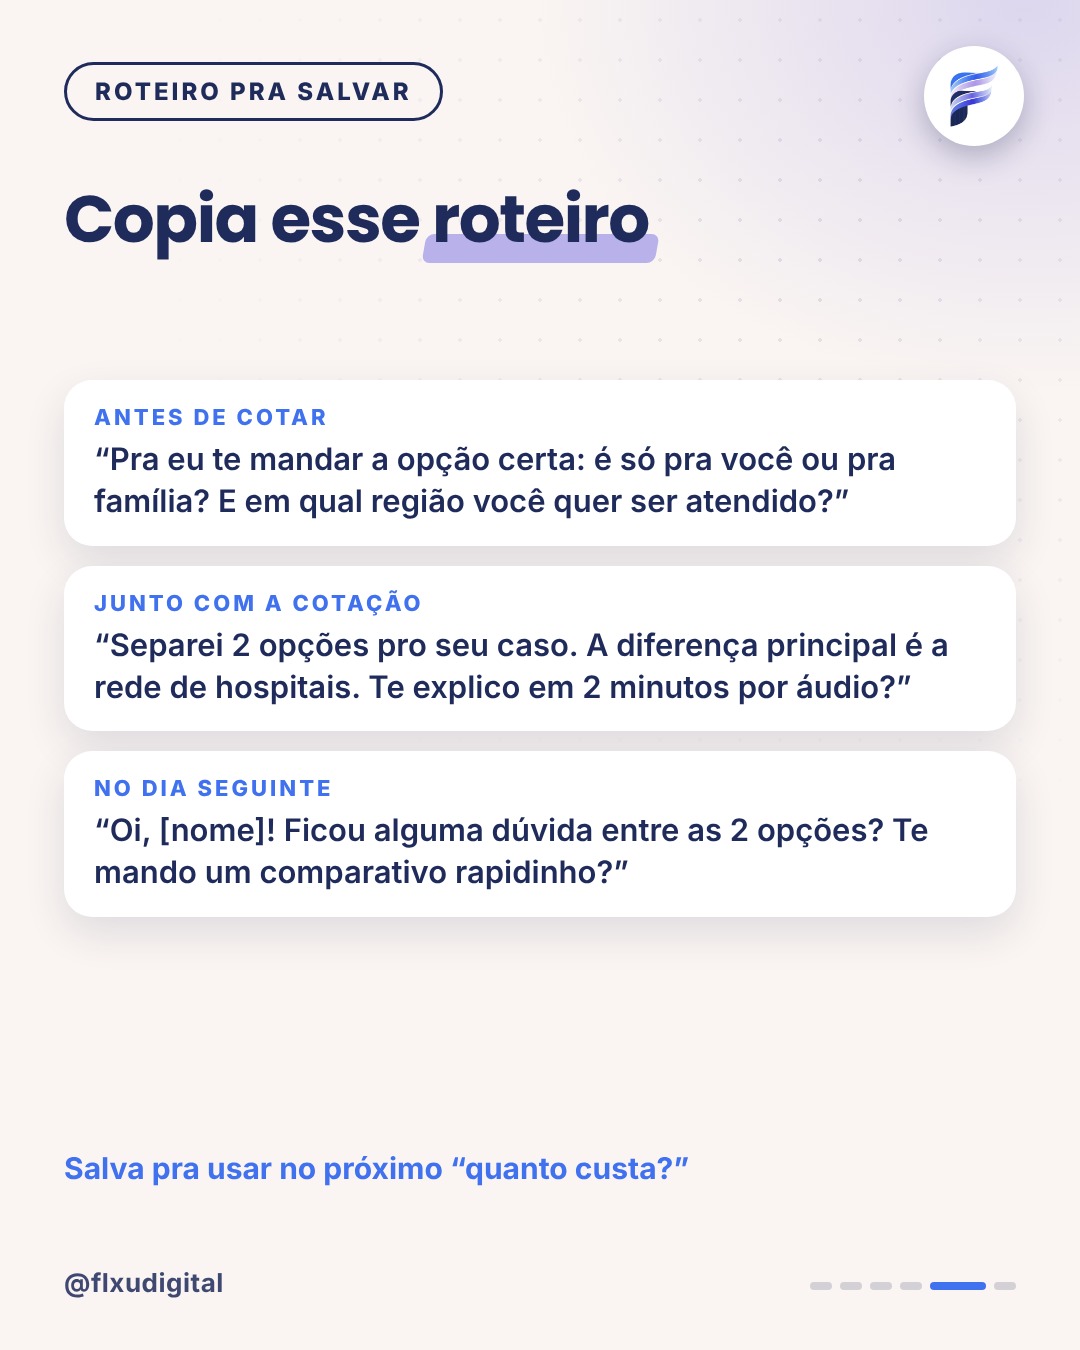 ROTEIRO PRA SALVAR
Copia esse roteiro
ANTES DE COTAR
“Pra eu te mandar a opção certa: é só pra você ou pra
família? E em qual região você quer ser atendido?”
JUNTO COM A COTAÇÃO
“Separei 2 opções pro seu caso. A diferença principal é a
rede de hospitais. Te explico em 2 minutos por áudio?”
NO DIA SEGUINTE
“Oi, [nome]! Ficou alguma dúvida entre as 2 opções? Te
mando um comparativo rapidinho?”
Salva pra usar no próximo “quanto custa?”
@flxudigital